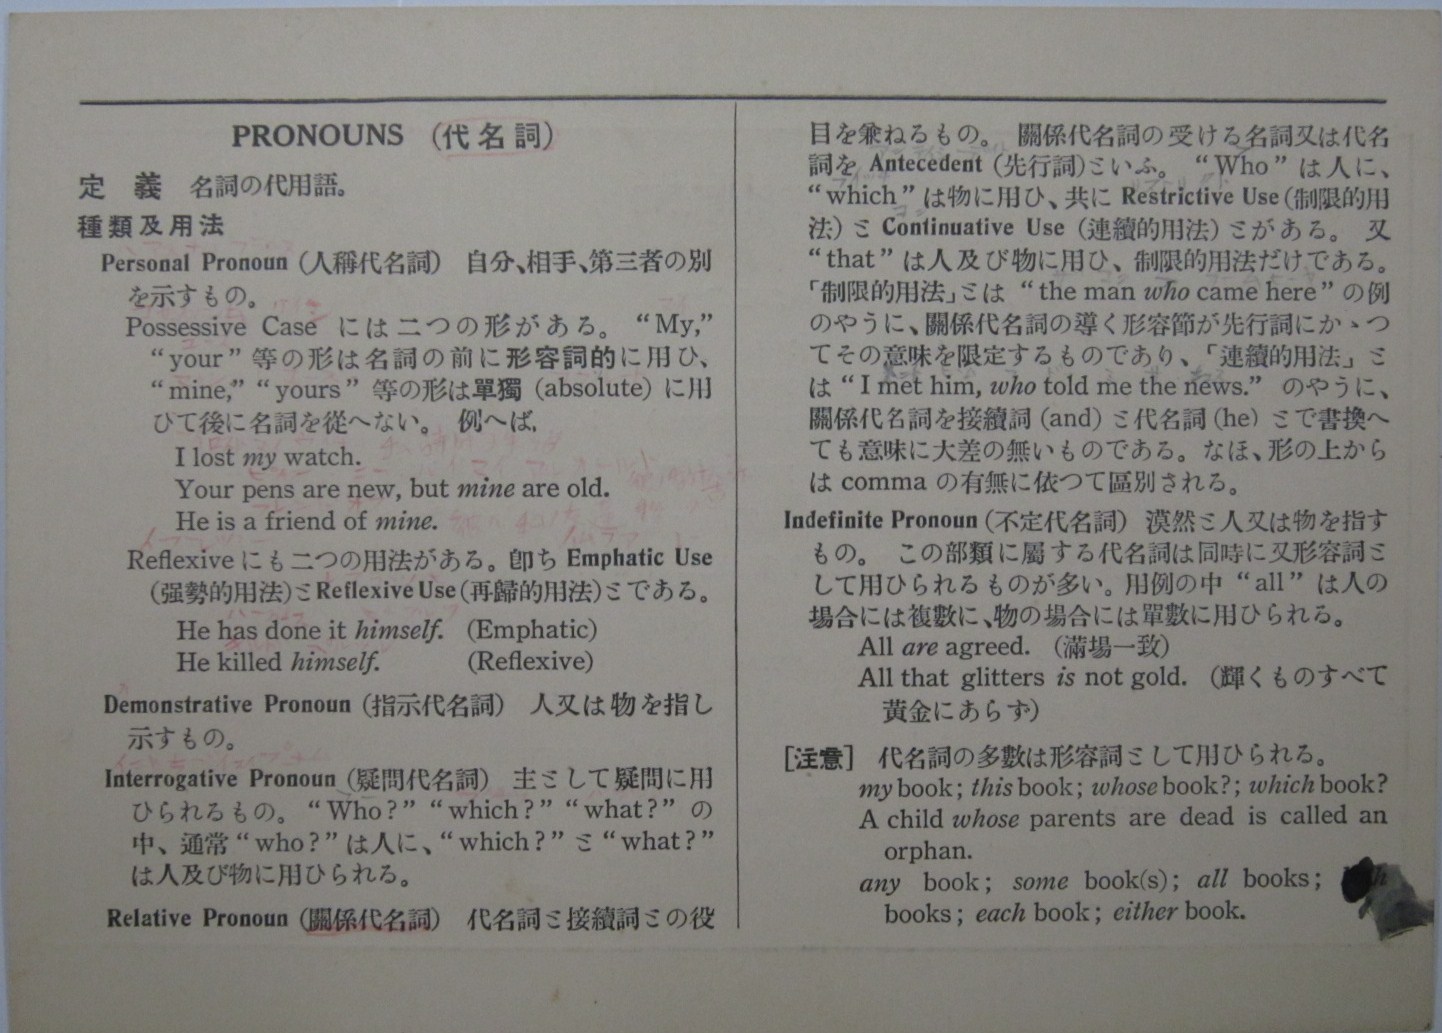 PRONOUNS (代名詞)
定義 名詞の代用語。
種類及用法
Personal Pronoun (人稱代名詞) 自分、相手、第三者の別
を示すもの。
Possessive Case には二つの形がある。 “My,”
“your” 等の形は名詞の前に形容詞的に用ひ、
“mine,” “yours” 等の形は單獨 (absolute) に用
ひて後に名詞を從へない。 例へば、
I lost my watch.
Your pens are new, but mine are old.
He is a friend of mine.
Reflexive にも二つの用法がある。卽ち Emphatic Use
(强勢的用法)とReflexive Use(再歸的用法)とである。
He has done it himself. (Emphatic)
He killed himself. (Reflexive)
Demonstrative Pronoun (指示代名詞) 人又は物を指し
示すもの。
Interrogative Pronoun (疑問代名詞) 主として疑問に用
ひられるもの。 “Who?” “which?” “what?” の
中、通常 “who?” は人に、“which?” と “what?”
は人及び物に用ひられる。
Relative Pronoun (關係代名詞) 代名詞と接續詞との役
目を兼ねるもの。 關係代名詞の受ける名詞又は代名
詞を Antecedent (先行詞)といふ。 “Who” は人に、
“which” は物に用ひ、共に Restrictive Use (制限的用
法) と Continuative Use (連續的用法) とがある。 又
“that” は人及び物に用ひ、制限的用法だけである。
「制限的用法」とは “the man who came here” の例
のやうに、關係代名詞の導く形容節が先行詞にかゝつ
てその意味を限定するものであり、「連續的用法」と
は “I met him, who told me the news.” のやうに、
關係代名詞を接續詞 (and) と代名詞 (he) とで書換へ
ても意味に大差の無いものである。なほ、形の上から
は comma の有無に依つて區別される。
Indefinite Pronoun (不定代名詞) 漠然と人又は物を指す
もの。 この部類に屬する代名詞は同時に又形容詞と
して用ひられるものが多い。用例の中 “all” は人の
場合には複數に、物の場合には單數に用ひられる。
All are agreed. (滿場一致)
All that glitters is not gold. (輝くものすべて
黃金にあらず)
[注意] 代名詞の多數は形容詞として用ひられる。
my book; this book; whose book?; which book?
A child whose parents are dead is called an
orphan.
any book; some book(s); all books;
books; each book; either book.